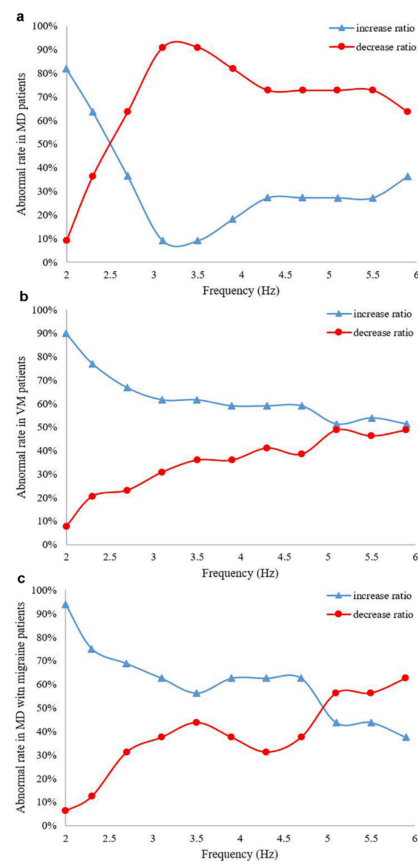 a
100%
90%
80%
70%
60%
50%
40%
30%
20%
10%
0%
Abnormal rate in MD patients
increase ratio
decrease ratio
2 2.5 3 3.5 4 4.5 5 5.5 6
Frequency (Hz)
b
100%
90%
80%
70%
60%
50%
40%
30%
20%
10%
0%
Abnormal rate in VM patients
increase ratio
decrease ratio
2 2.5 3 3.5 4 4.5 5 5.5 6
Frequency (Hz)
c
100%
90%
80%
70%
60%
50%
40%
30%
20%
10%
0%
Abnormal rate in MD witn migraine patients
increase ratio
decrease ratio
2 2.5 3 3.5 4 4.5 5 5.5 6
Frequency (Hz)